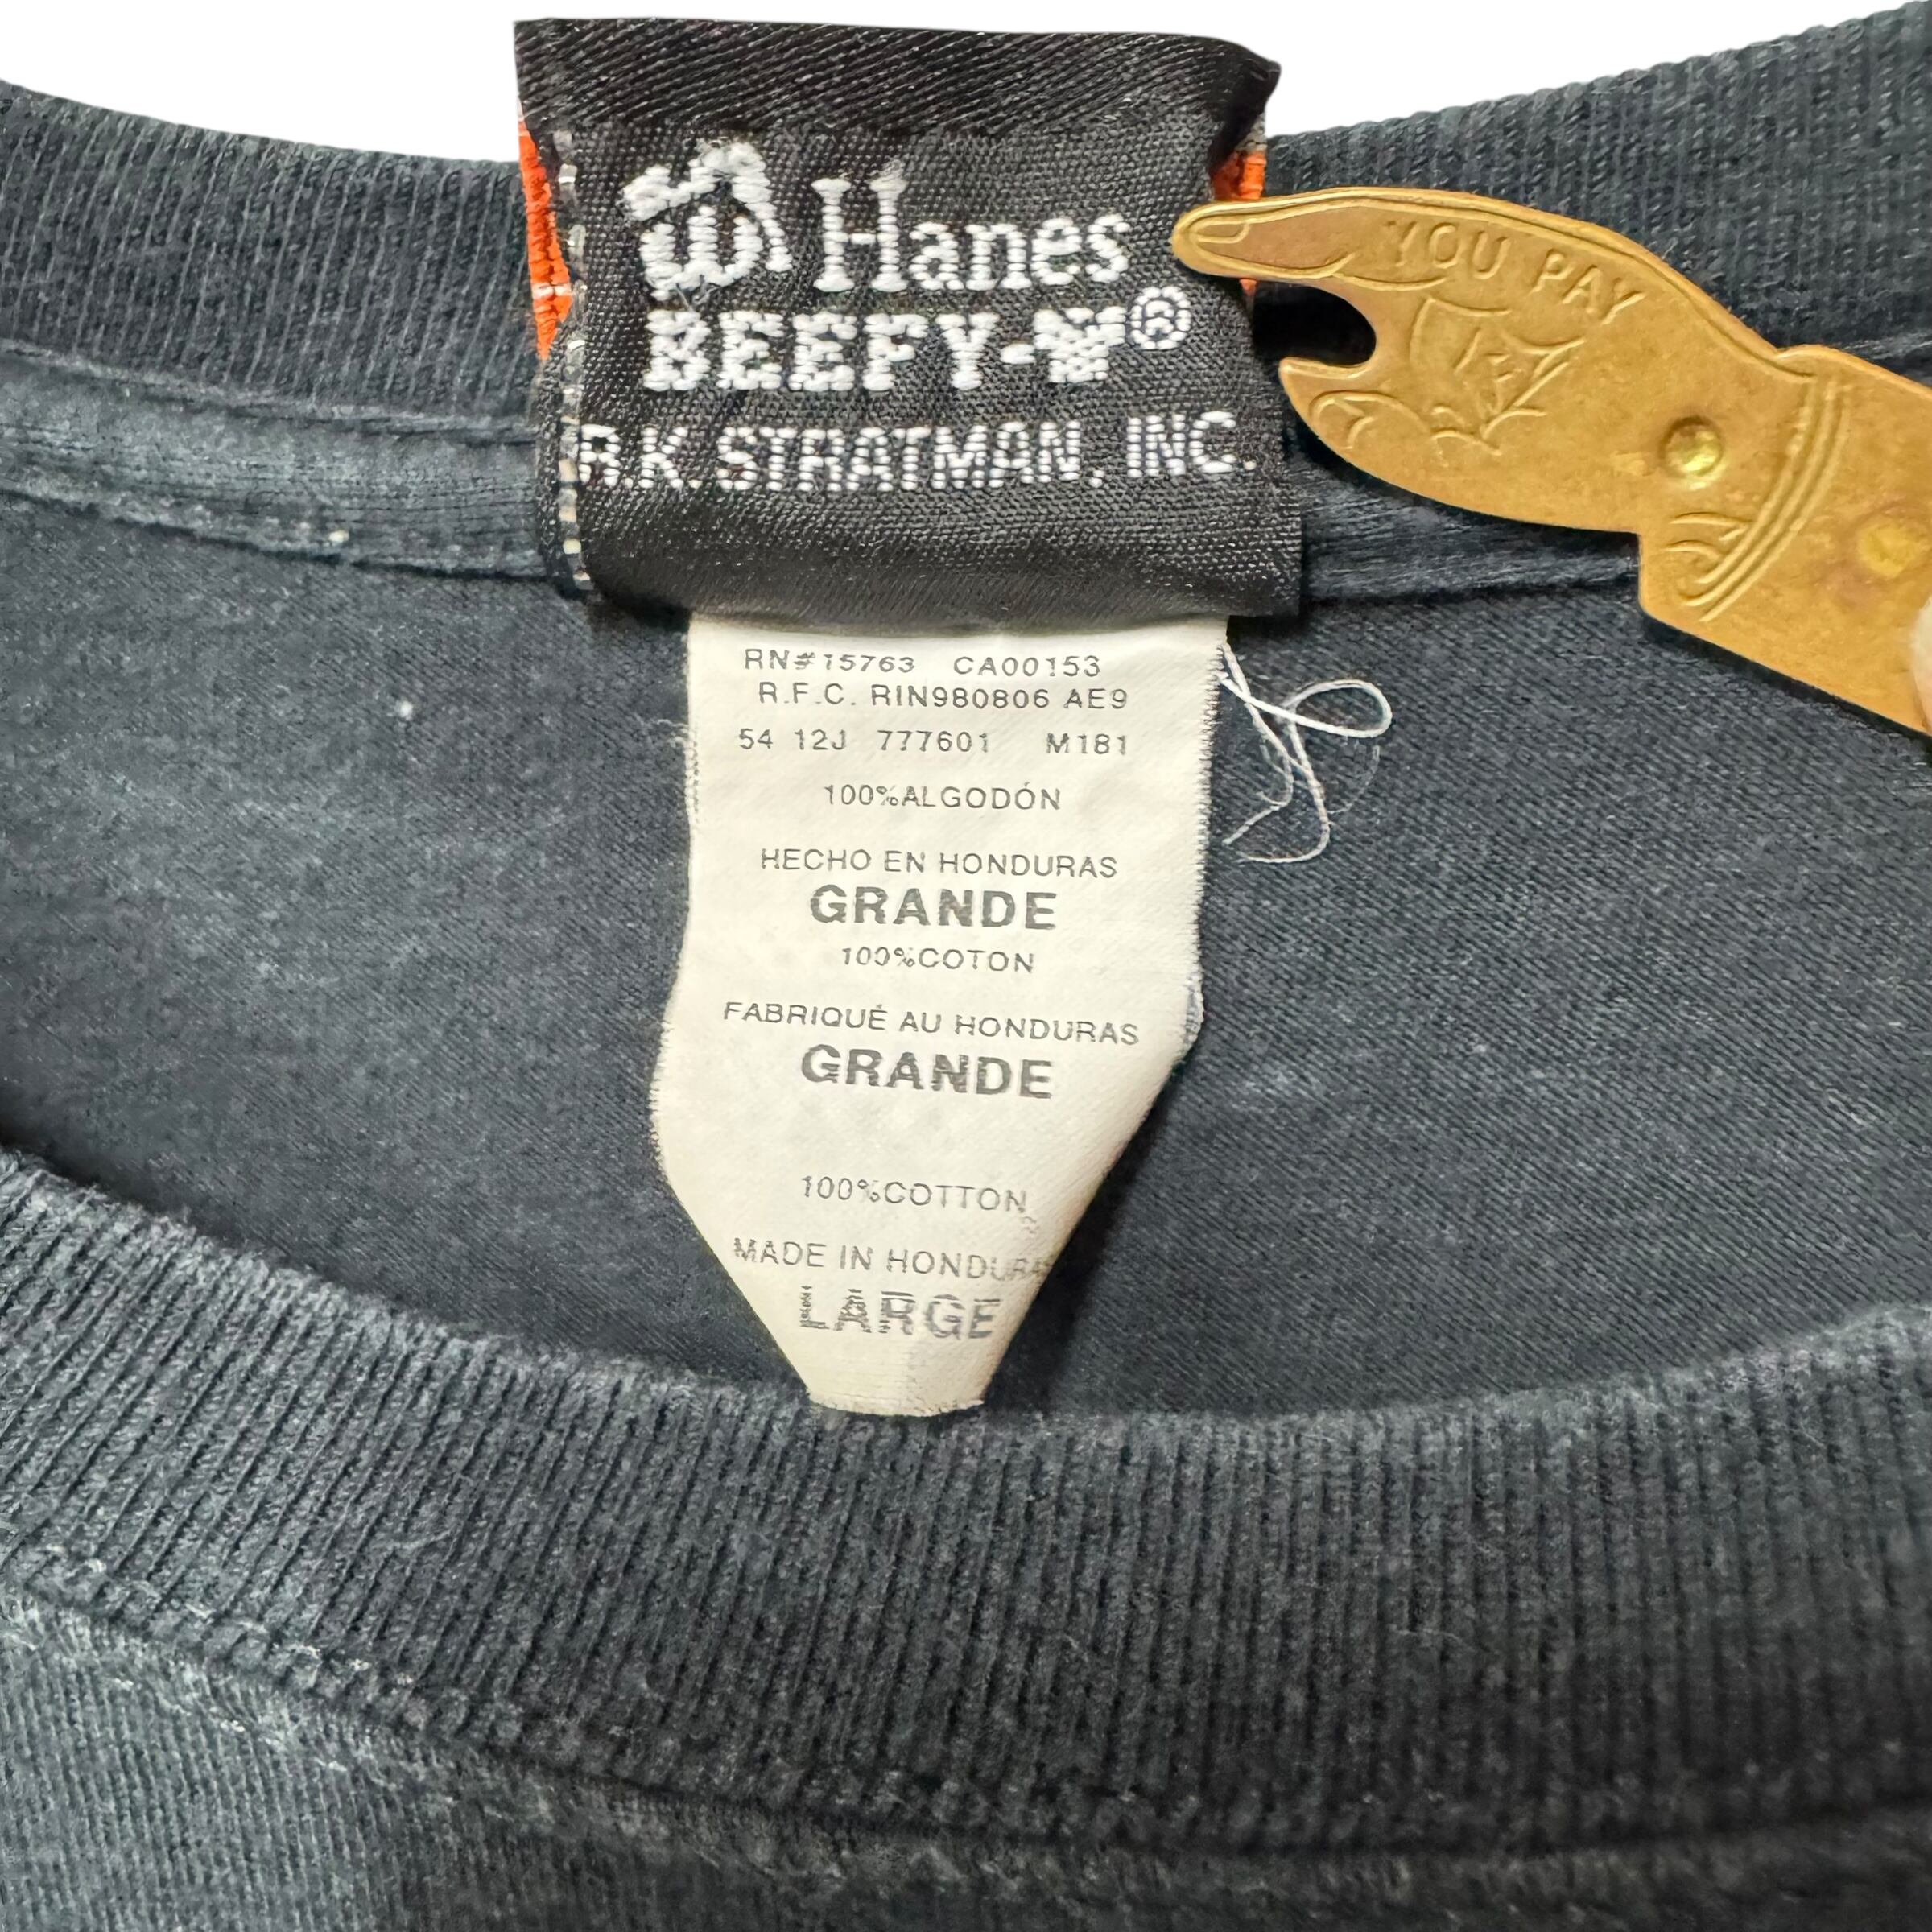 Hanes
BEEFY-T®
R.K. STRATMAN, INC.
YOU PAY
RN#15763 CA00153
R.F.C. RIN980806 AE9
54 12J 777601 M181
100%ALGODÓN
HECHO EN HONDURAS
GRANDE
100%COTON
FABRIQUÉ AU HONDURAS
GRANDE
100%COTTON
MADE IN HONDURA
LARGE